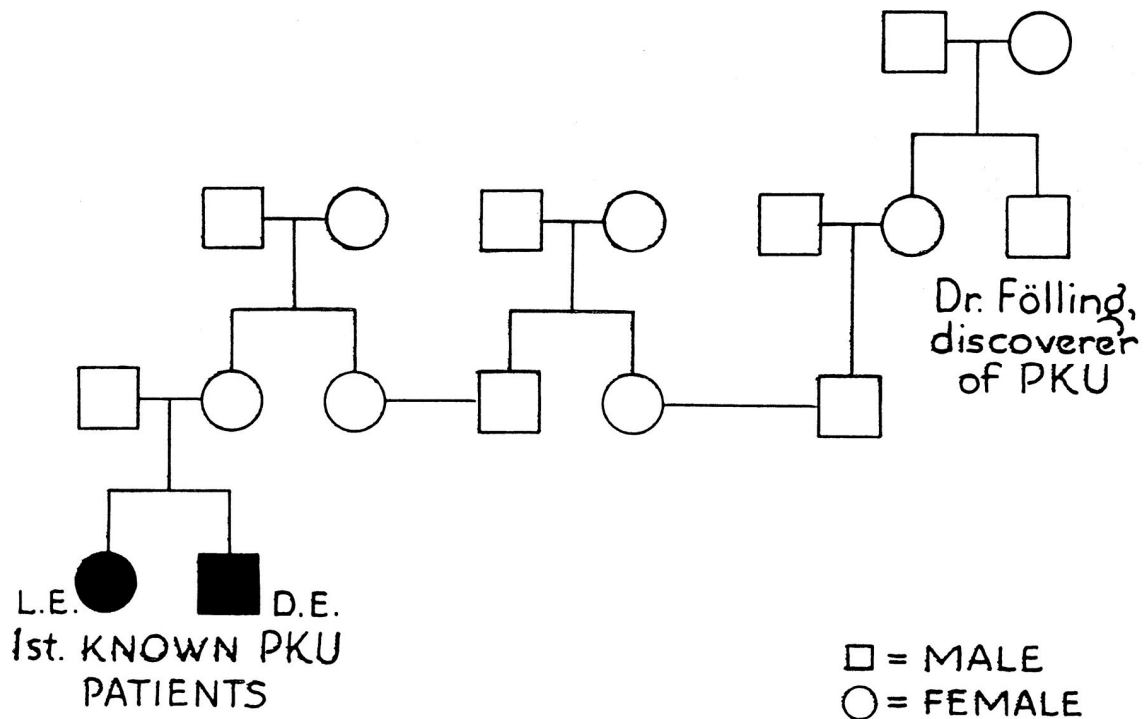 Dr. Fölling,
discoverer
of PKU
L.E.
D.E.
1st. KNOWN PKU
PATIENTS
= MALE
= FEMALE